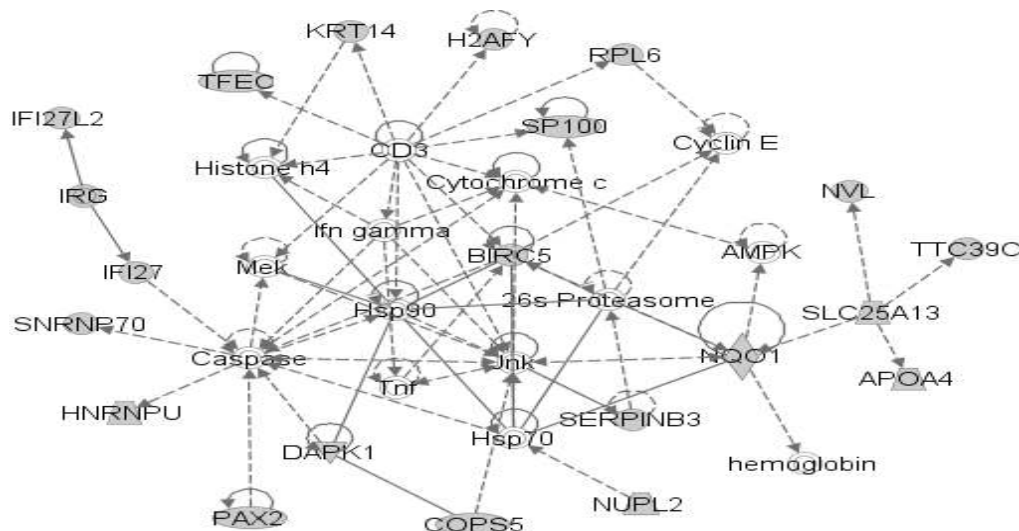 KRT14
H2AFY
RPL6
TFEC
IFI27L2
SP100
CD3
Cyclin E
Histone h4
Cytochrome c
IRG
NVL
Ifn gamma
TTC39C
IFI27
Mek
BIRC5
AMPK
Hsp90
26s Proteasome
SLC25A13
SNRNP70
Caspase
Jnk
NQO1
Tnf
APOA4
HNRNPU
SERPINB3
Hsp70
DAPK1
hemoglobin
NUPL2
PAX2
COPS5